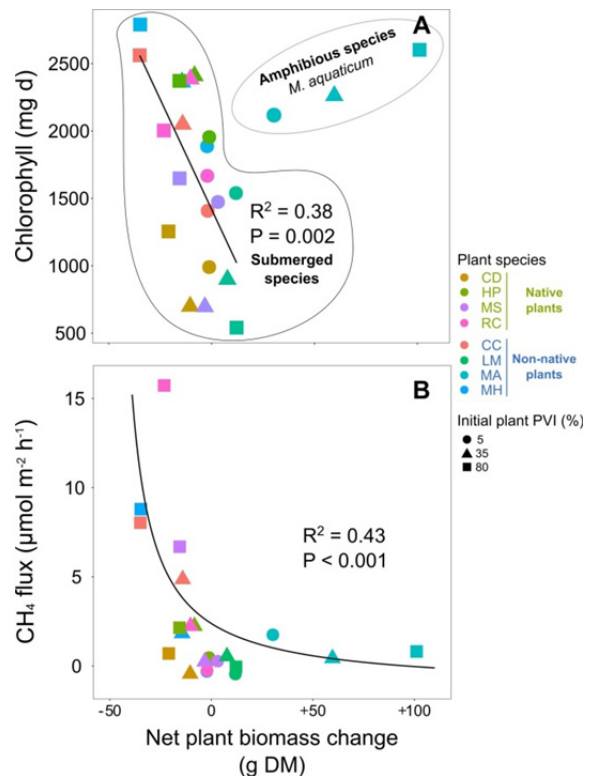 A
Chlorophyll (mg d)
2500
2000
1500
1000
500
Amphibious species
M. aquaticum
R² = 0.38
P = 0.002
Submerged
species
Plant species
CD
HP
MS
RC
Native
plants
CC
LM
MA
MH
Non-native
plants
Initial plant PVI (%)
5
35
80
B
CH₄ flux (µmol m⁻² h⁻¹)
15
10
5
0
R² = 0.43
P < 0.001
-50
0
+50
+100
Net plant biomass change
(g DM)